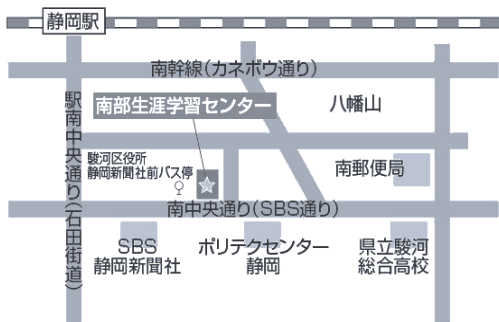 静岡駅
南幹線(カネボウ通り)
駅南中央通り(石田街道)
南部生涯学習センター
八幡山
駿河区役所
静岡新聞社前バス停
南郵便局
南中央通り(SBS通り)
SBS
静岡新聞社
ポリテクセンター
静岡
県立駿河
総合高校